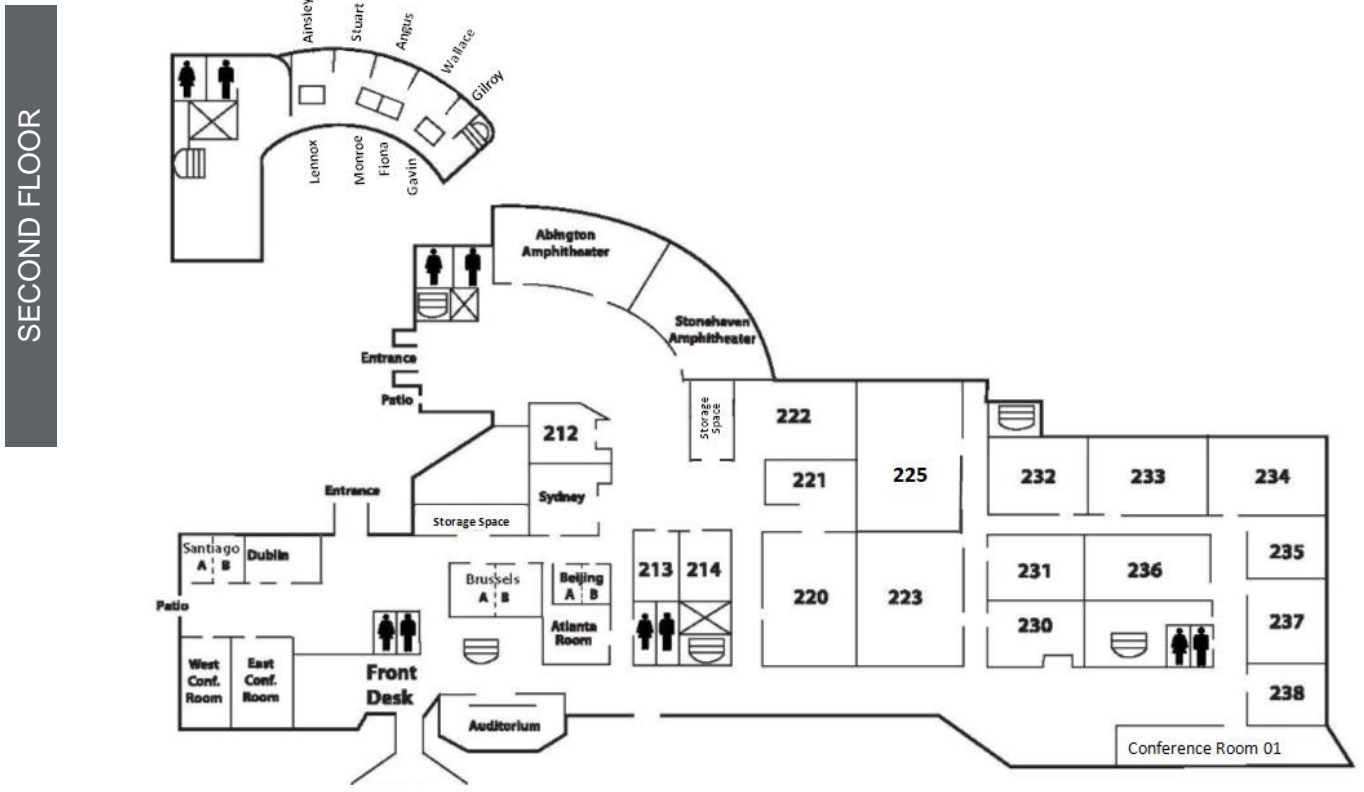 SECOND FLOOR
Ainsley
Stuart
Angus
Wallace
Gilroy
Lennox
Monroe
Fiona
Gavin
Abington
Amphitheater
Stonehaven
Amphitheater
Entrance
Patio
Storage
Space
222
212
221
225
232
233
234
Entrance
Sydney
Storage Space
Santiago
A B
Dublin
Brussels
A B
Beijing
A B
213
214
220
223
231
236
235
Patio
Atlanta
Room
230
237
West
Conf.
Room
East
Conf.
Room
Front
Desk
238
Auditorium
Conference Room 01